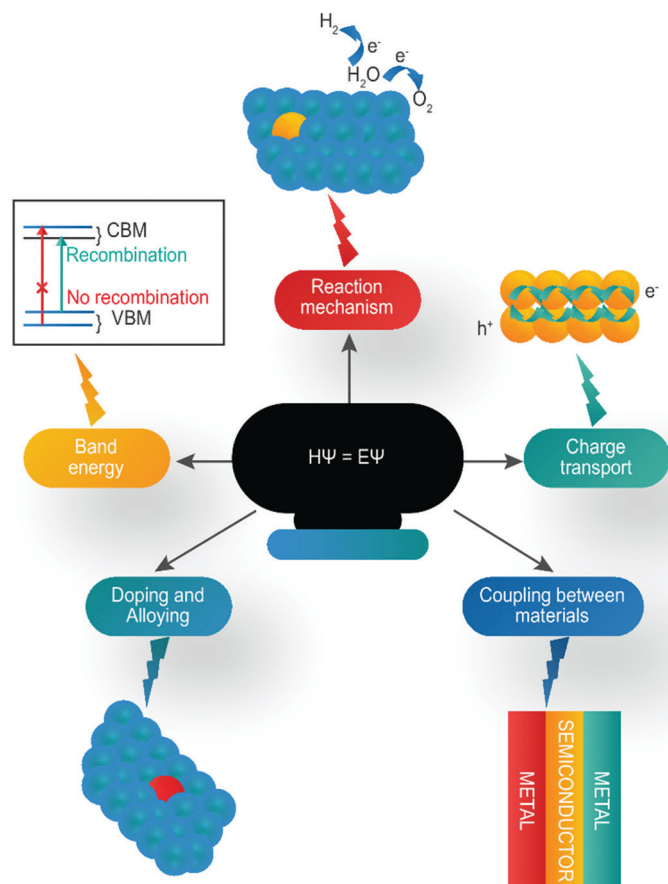 H₂
e⁻
e⁻
H₂O
O₂
CBM
Recombination
No recombination
VBM
Reaction
mechanism
e⁻
h⁺
Band
energy
HΨ = EΨ
Charge
transport
Doping and
Alloying
Coupling between
materials
METAL
SEMICONDUCTOR
METAL